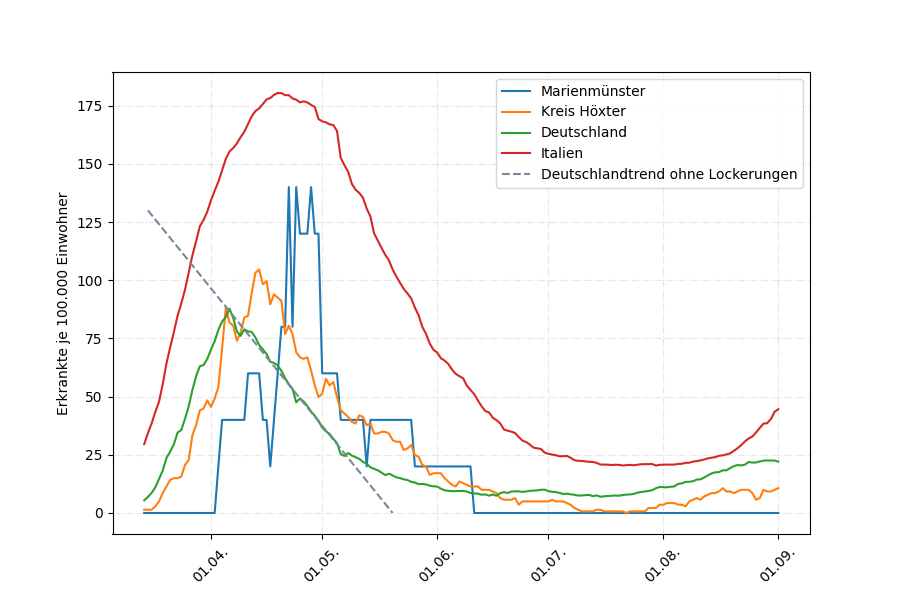 Marienmünster
Kreis Höxter
Deutschland
Italien
Deutschlandtrend ohne Lockerungen
Erkrankte je 100.000 Einwohner
175
150
125
100
75
50
25
0
01.04.
01.05.
01.06.
01.07.
01.08.
01.09.